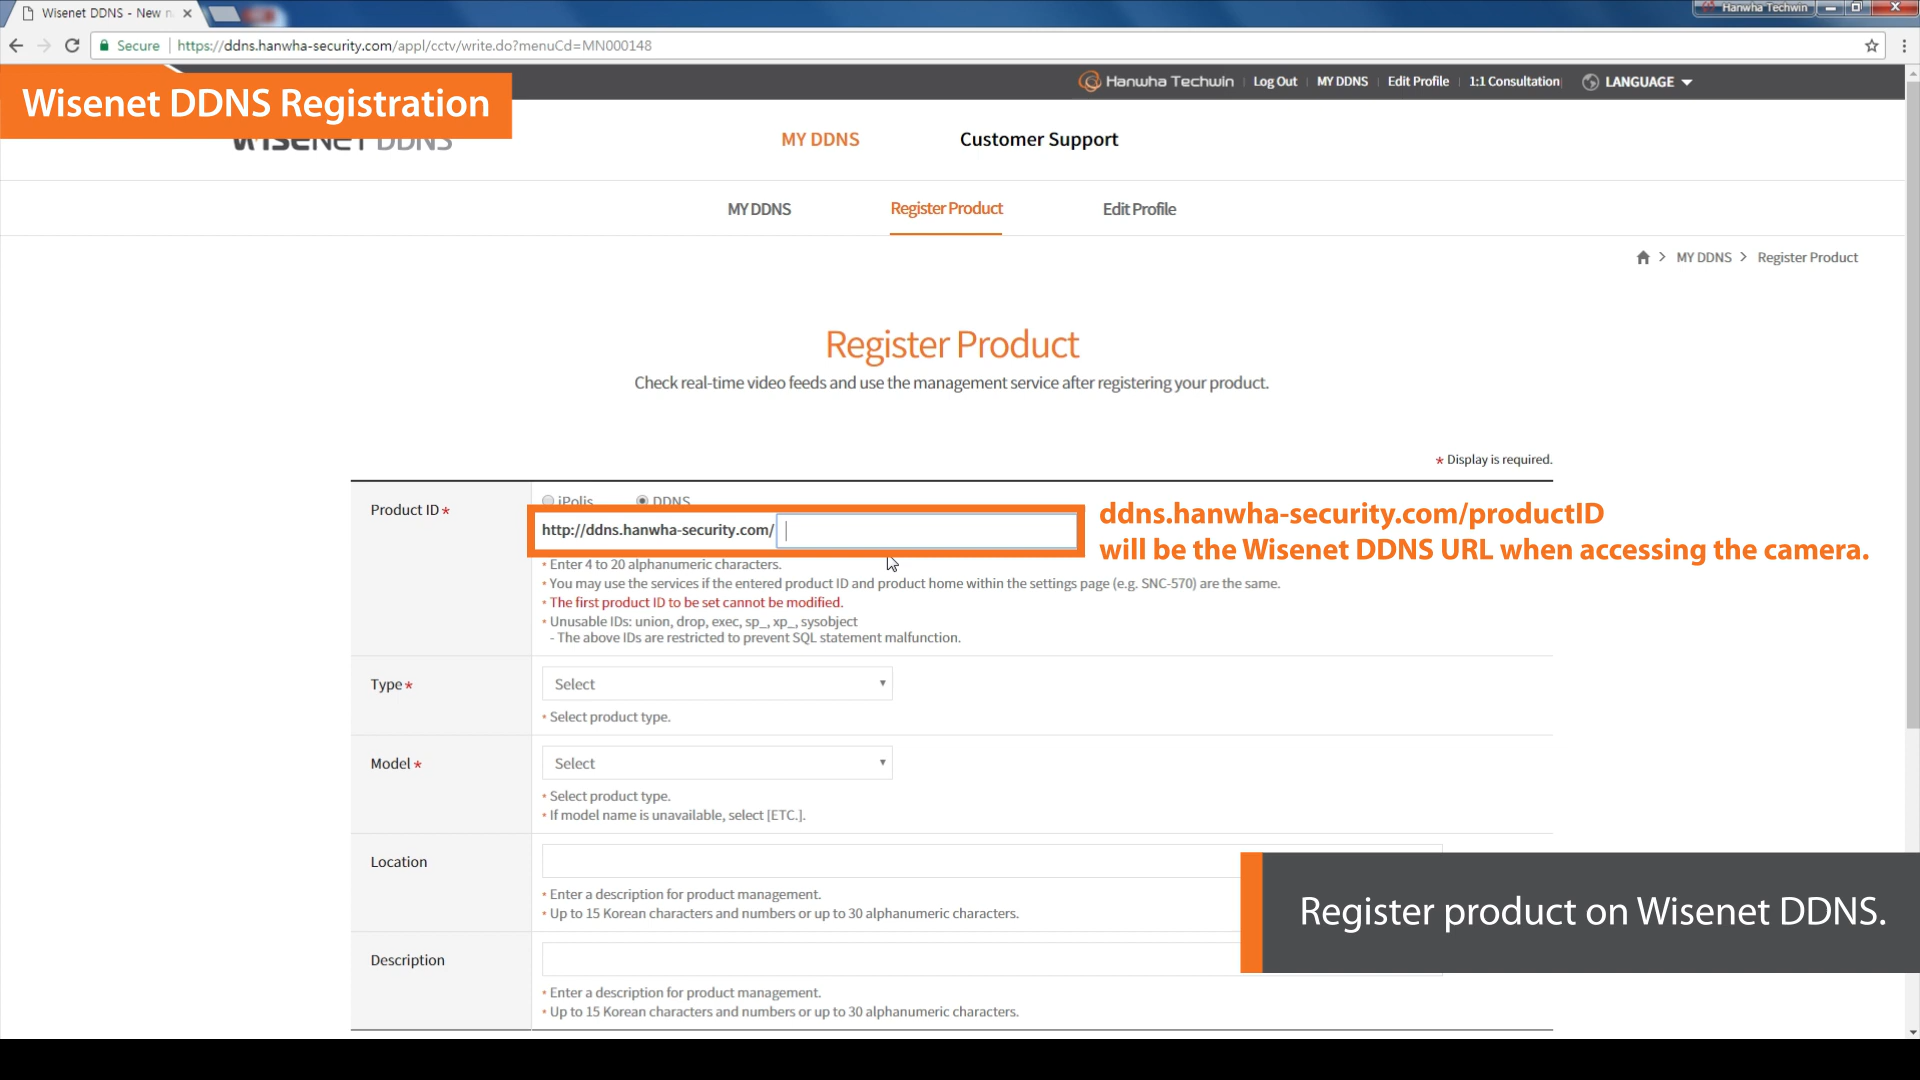 Wisenet DDNS - New
Hanwha Techwin
Secure https://ddns.hanwha-security.com/appl/cctv/write.do?menuCd=MN000148
Hanwha Techwin Log Out MY DDNS Edit Profile 1:1 Consultation LANGUAGE
Wisenet DDNS Registration
WISENET DDNS
MY DDNS Customer Support
MY DDNS Register Product Edit Profile
> MY DDNS > Register Product
Register Product
Check real-time video feeds and use the management service after registering your product.
* Display is required.
Product ID *
iPolis DDNS
http://ddns.hanwha-security.com/
ddns.hanwha-security.com/productID
will be the Wisenet DDNS URL when accessing the camera.
• Enter 4 to 20 alphanumeric characters.
• You may use the services if the entered product ID and product home within the settings page (e.g. SNC-570) are the same.
• The first product ID to be set cannot be modified.
• Unusable IDs: union, drop, exec, sp_, xp_, sysobject
- The above IDs are restricted to prevent SQL statement malfunction.
Type *
Select
• Select product type.
Model *
Select
• Select product type.
• If model name is unavailable, select [ETC.].
Location
• Enter a description for product management.
• Up to 15 Korean characters and numbers or up to 30 alphanumeric characters.
Register product on Wisenet DDNS.
Description
• Enter a description for product management.
• Up to 15 Korean characters and numbers or up to 30 alphanumeric characters.